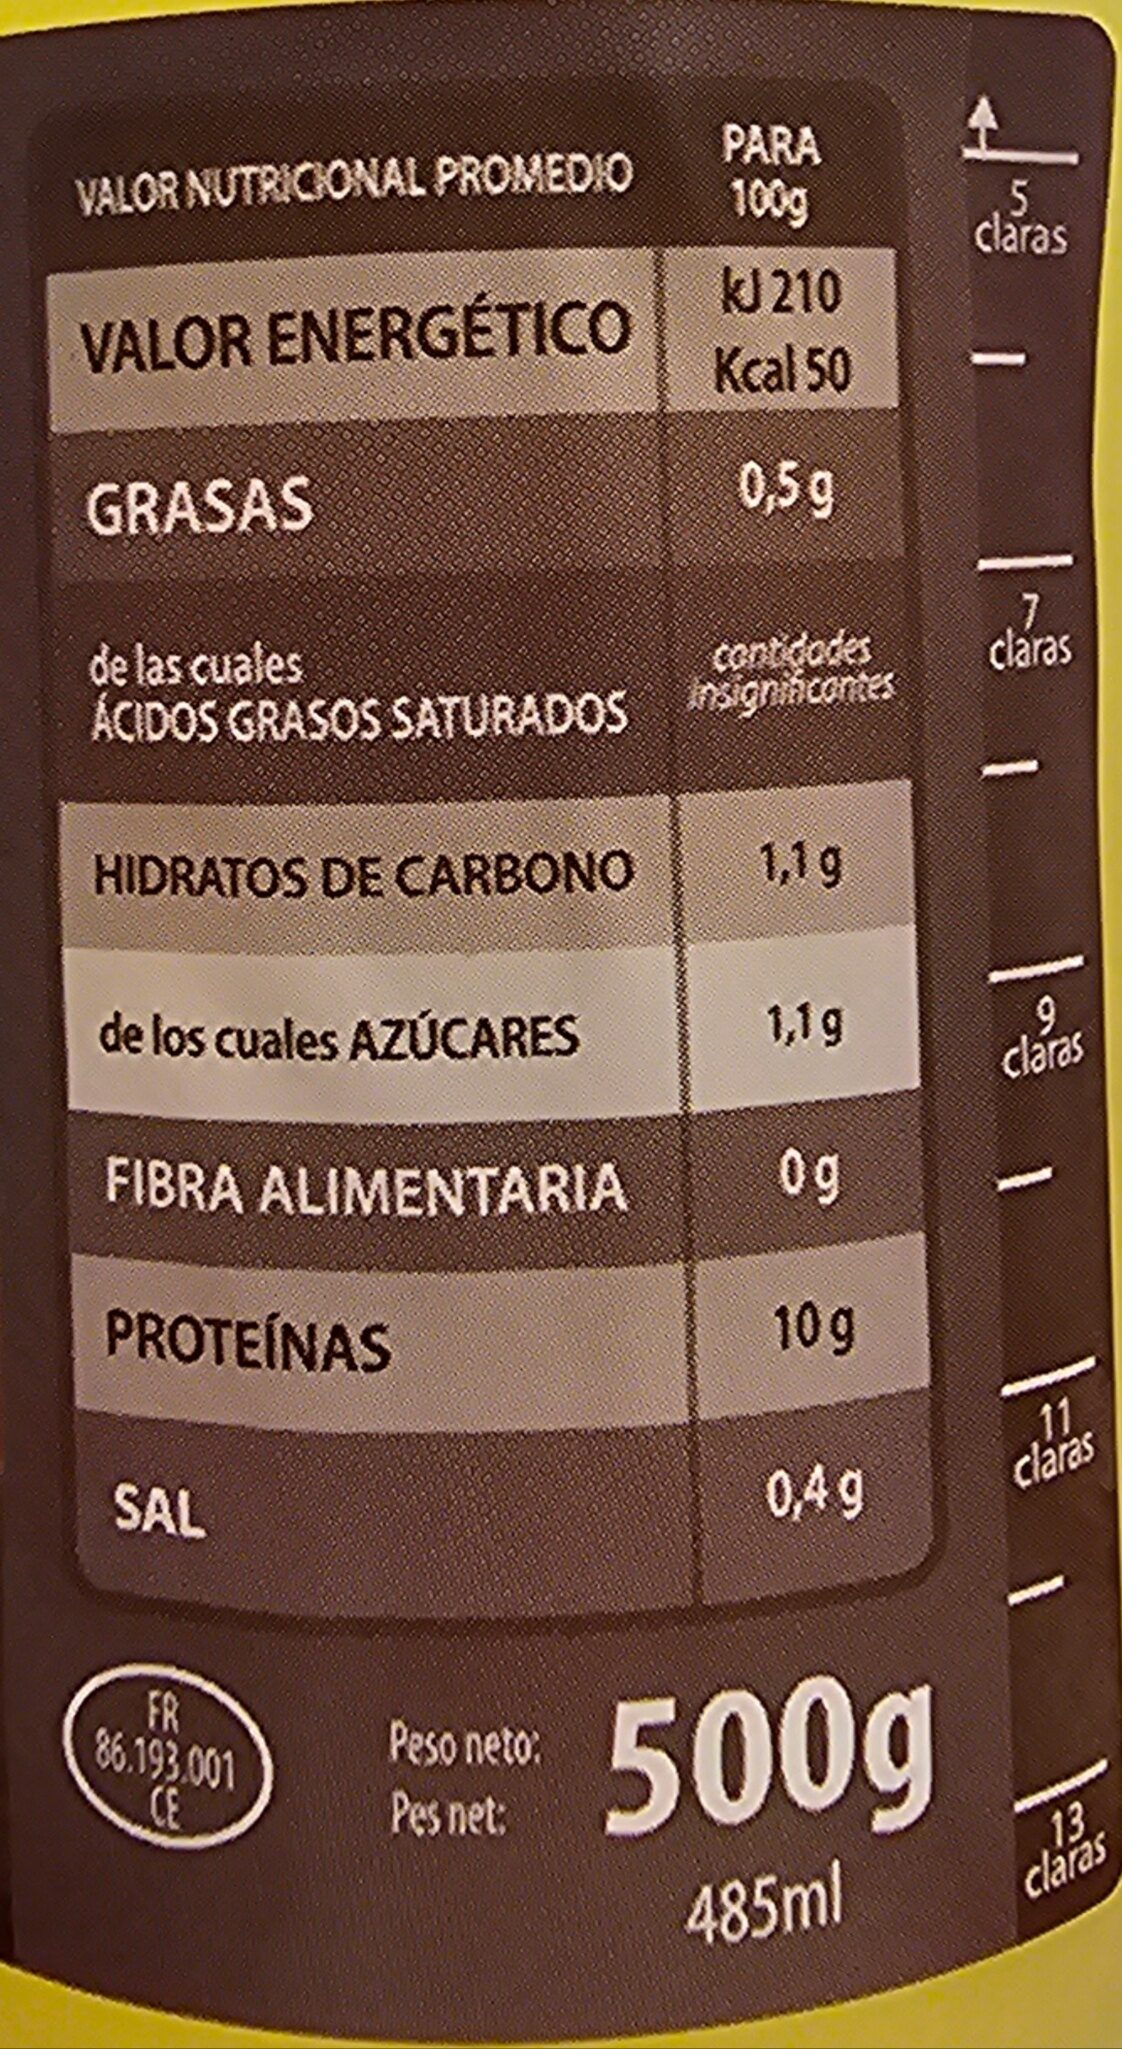 VALOR NUTRICIONAL PROMEDIO
PARA
100g
VALOR ENERGÉTICO
kJ 210
Kcal 50
GRASAS
0,5 g
de las cuales
ÁCIDOS GRASOS SATURADOS
cantidades
insignificantes
HIDRATOS DE CARBONO
1,1 g
de los cuales AZÚCARES
1,1 g
FIBRA ALIMENTARIA
0 g
PROTEÍNAS
10 g
SAL
0,4 g
FR
86.193.001
CE
Peso neto:
Pes net:
500g
485ml
5
claras
7
claras
9
claras
11
claras
13
claras